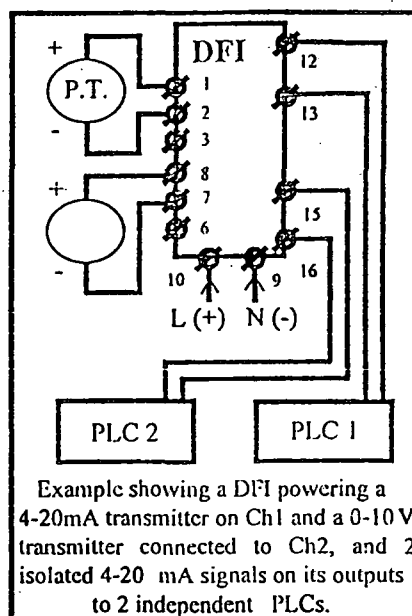 DFI
+
P.T.
-
1
2
3
+
-
8
7
6
12
13
15
16
10
9
L (+)
N (-)
PLC 2
PLC 1
Example showing a DFI powering a
4-20mA transmitter on Ch1 and a 0-10 V
transmitter connected to Ch2, and 2
isolated 4-20 mA signals on its outputs
to 2 independent PLCs.